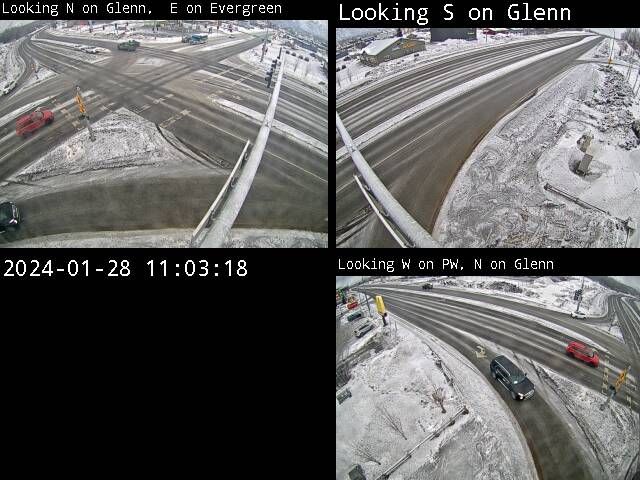 Looking N on Glenn,  E on Evergreen
Looking S on Glenn
2024-01-28 11:03:18
Looking W on PW, N on Glenn